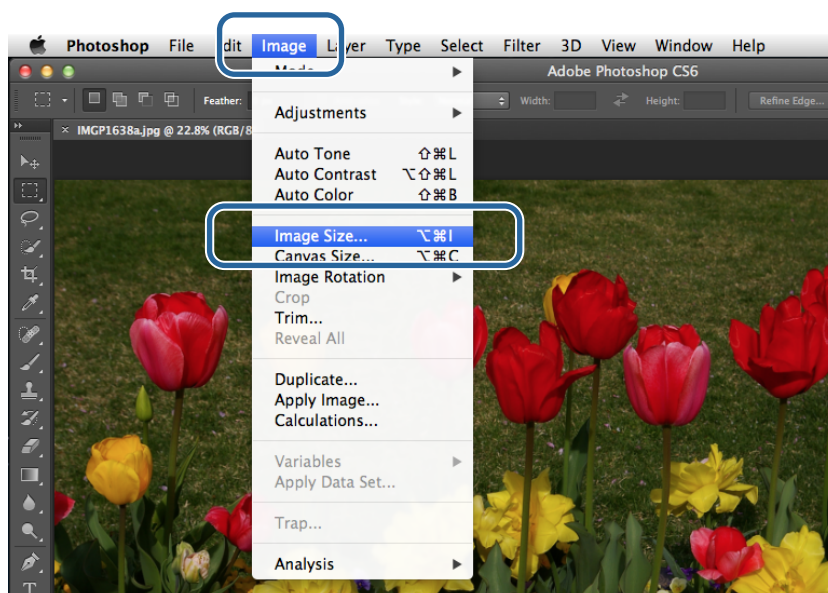 Photoshop File Edit Image Layer Type Select Filter 3D View Window Help
Adobe Photoshop CS6
Feather: Width: Height: Refine Edge...
× IMGP1638a.jpg @ 22.8% (RGB/8
Mode
Adjustments
Auto Tone ⇧⌘L
Auto Contrast ⌥⇧⌘L
Auto Color ⇧⌘B
Image Size... ⌥⌘I
Canvas Size... ⌥⌘C
Image Rotation
Crop
Trim...
Reveal All
Duplicate...
Apply Image...
Calculations...
Variables
Apply Data Set...
Trap...
Analysis